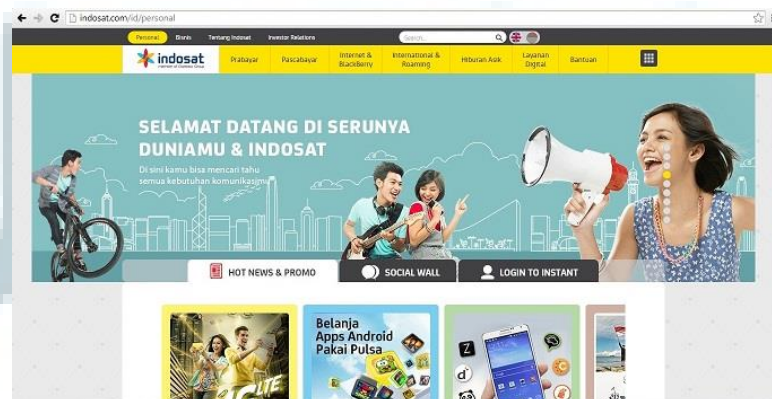 indosat.com/id/personal
Personal Bisnis Tentang Indosat Investor Relations Search...
indosat
Prabayar Pascabayar Internet & BlackBerry International & Roaming Hiburan Asik Layanan Digital Bantuan
SELAMAT DATANG DI SERUNYA
DUNIAMU & INDOSAT
Di sini kamu bisa mencari tahu
semua kebutuhan komunikasimu
HOT NEWS & PROMO SOCIAL WALL LOGIN TO INSTANT
Belanja
Apps Android
Pakai Pulsa